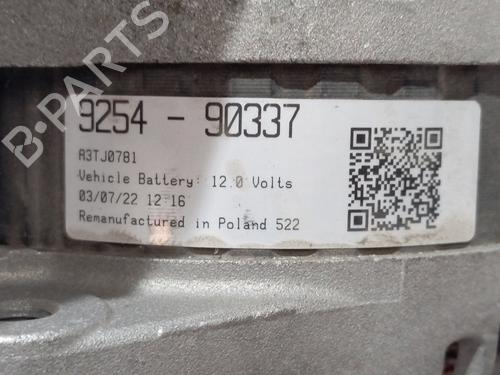 B-PARTS
9254 - 90337
A3TJ0781
Vehicle Battery: 12.0 Volts
03/07/22 12:16
Remanufactured in Poland 522